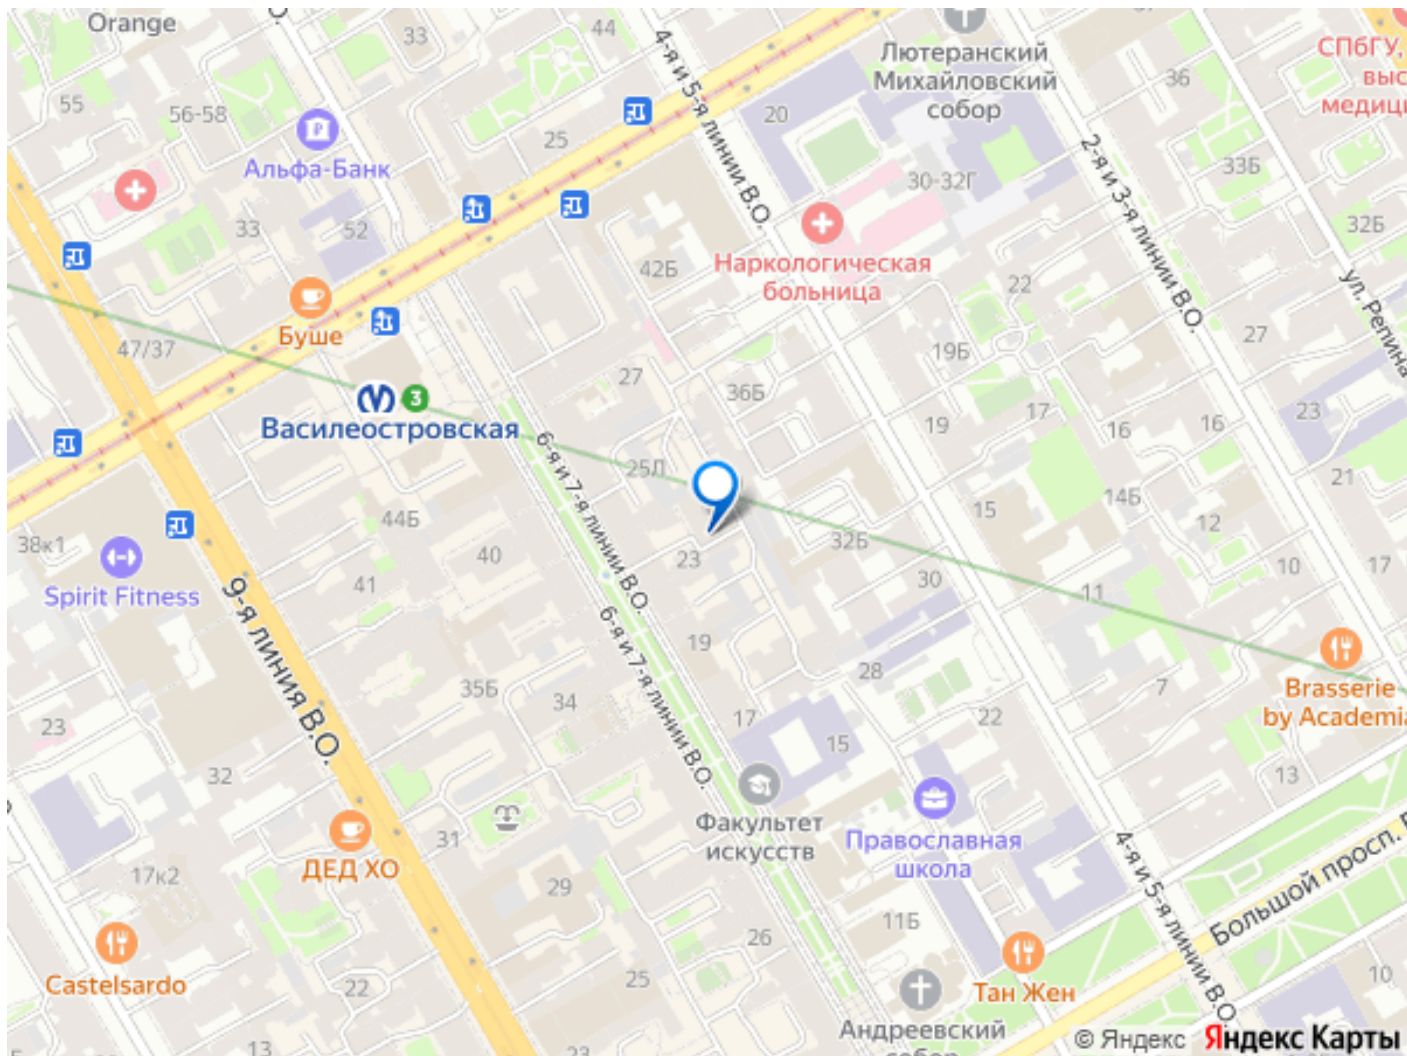 Orange
33
44
4-я и 5-я линии В.О.
Лютеранский
Михайловский
собор
СПбГУ,
36
55
56-58
25
20
Альфа-Банк
30-32Г
2-я и 3-я линии В.О.
33Б
33
52
32Б
42Б
Наркологическая
больница
22
ул. Репина
Буше
47/37
27
19Б
27
36Б
3
Василеостровская
19
17
16
16
23
6-я и 7-я линии В.О.
25Л
21
14Б
15
12
44Б
38к1
32Б
40
23
Spirit Fitness
41
30
11
10
17
9-я линия В.О.
6-я и 7-я линии В.О.
19
28
35Б
34
7
Brasserie
22
17
23
15
32
13
Факультет
искусств
Православная
школа
31
4-я и 5-я линии В.О.
Большой просп.
ДЕД ХО
17к2
29
11Б
26
Castelsardo
22
25
Тан Жен
10
Андреевский
собор
13
23
© Яндекс Яндекс Карты